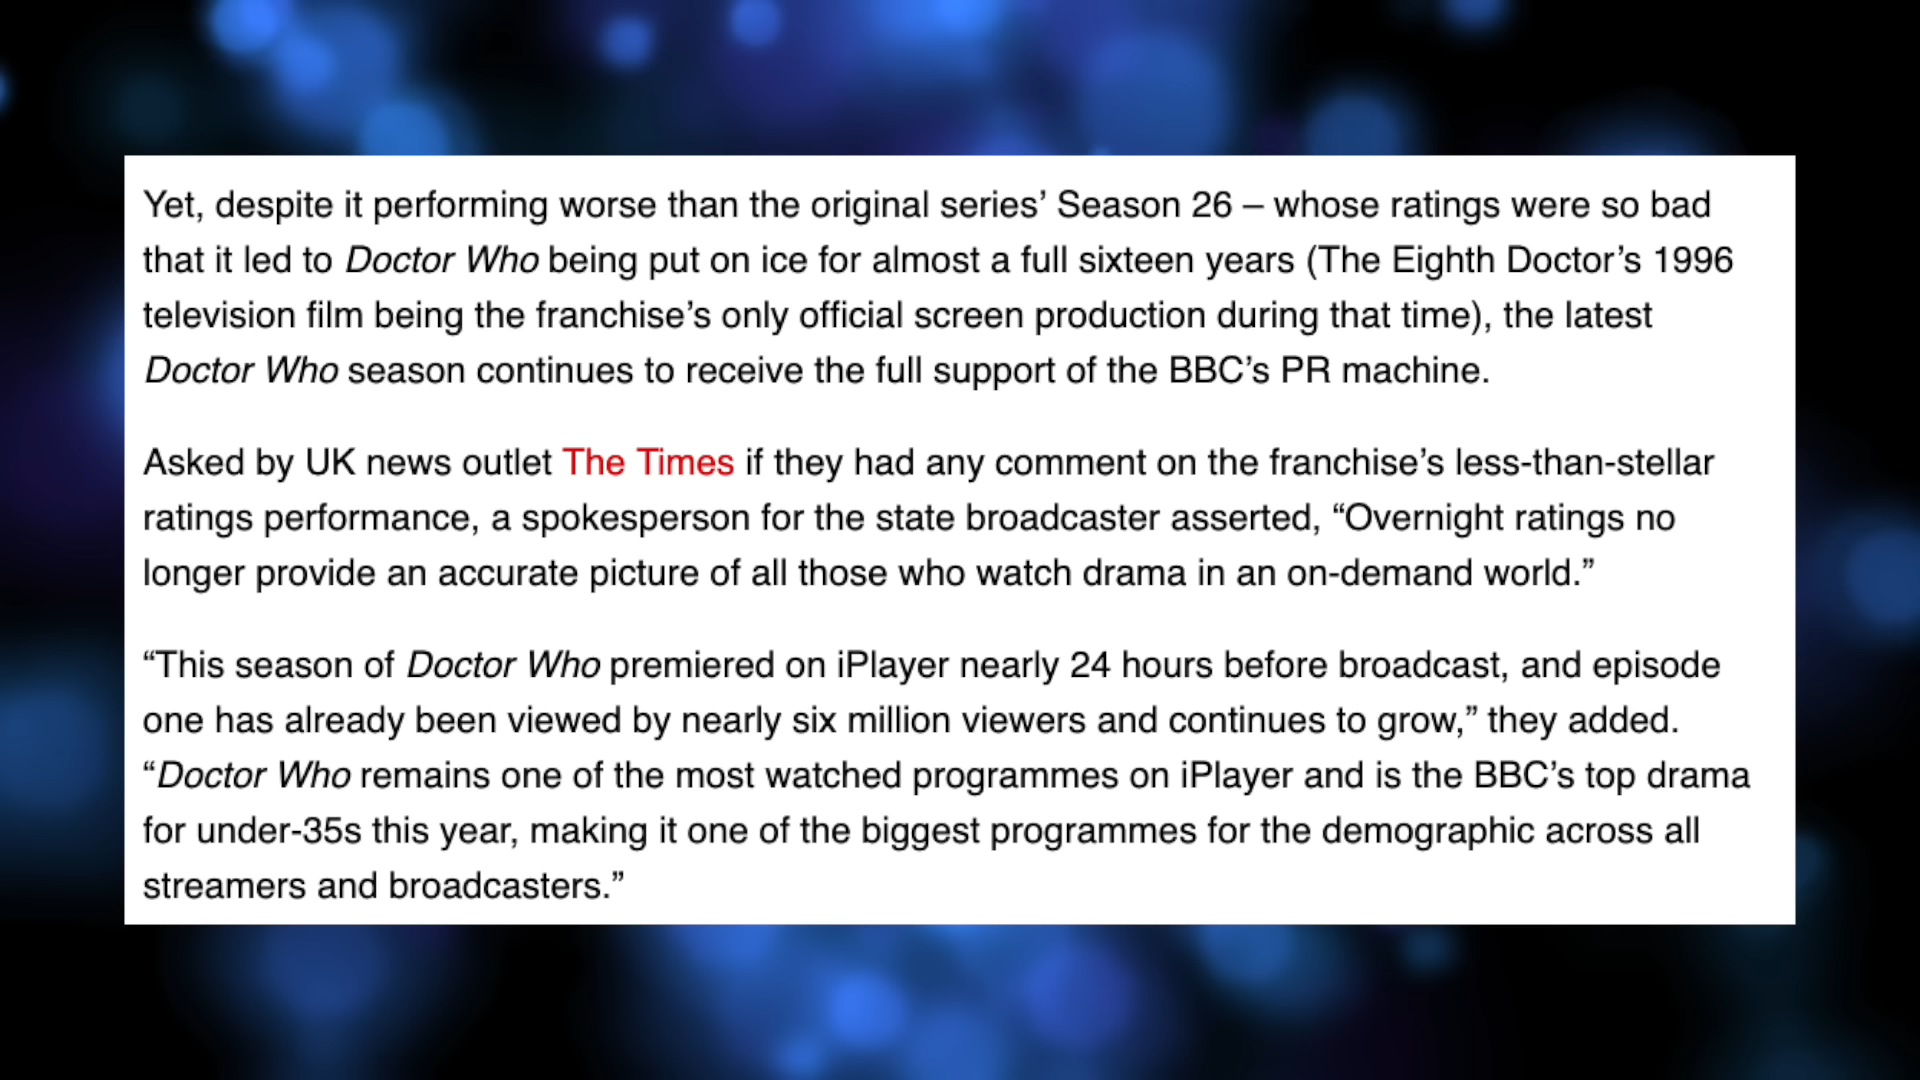 Yet, despite it performing worse than the original series’ Season 26 – whose ratings were so bad
that it led to Doctor Who being put on ice for almost a full sixteen years (The Eighth Doctor’s 1996
television film being the franchise’s only official screen production during that time), the latest
Doctor Who season continues to receive the full support of the BBC’s PR machine.
Asked by UK news outlet The Times if they had any comment on the franchise’s less-than-stellar
ratings performance, a spokesperson for the state broadcaster asserted, “Overnight ratings no
longer provide an accurate picture of all those who watch drama in an on-demand world.”
“This season of Doctor Who premiered on iPlayer nearly 24 hours before broadcast, and episode
one has already been viewed by nearly six million viewers and continues to grow,” they added.
“Doctor Who remains one of the most watched programmes on iPlayer and is the BBC’s top drama
for under-35s this year, making it one of the biggest programmes for the demographic across all
streamers and broadcasters.”